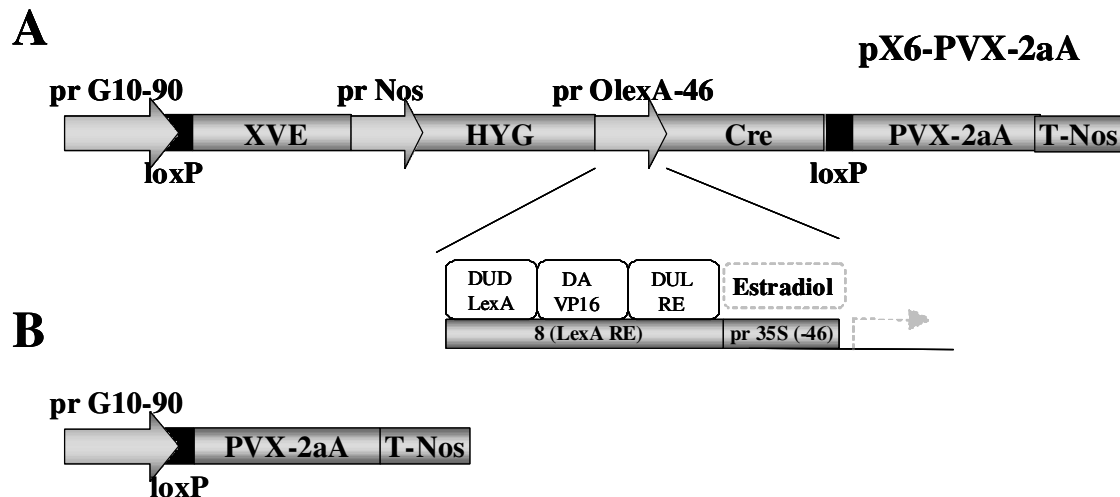 A
pX6-PVX-2aA
pr G10-90
pr Nos
pr OlexA-46
XVE
HYG
Cre
PVX-2aA
T-Nos
loxP
loxP
DUD
LexA
DA
VP16
DUL
RE
Estradiol
8 (LexA RE)
pr 35S (-46)
B
pr G10-90
PVX-2aA
T-Nos
loxP